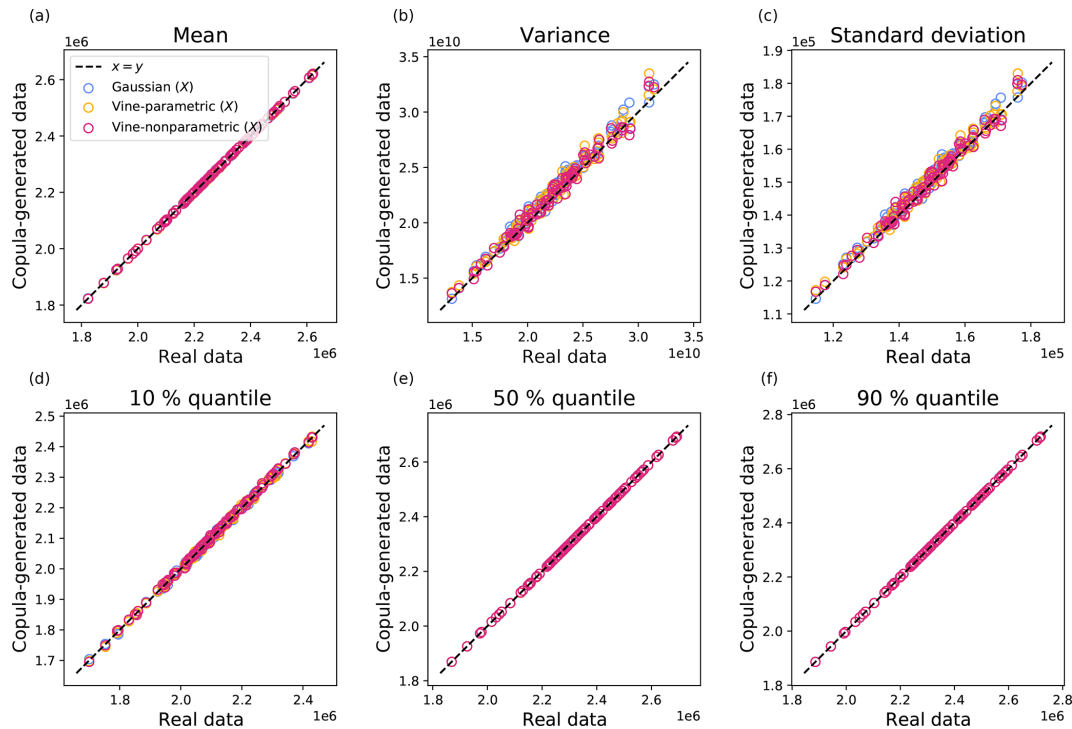 (a)
Mean
1e6
x = y
Gaussian (X)
Vine-parametric (X)
Vine-nonparametric (X)
2.6
2.4
2.2
2.0
1.8
Copula-generated data
1.8 2.0 2.2 2.4 2.6
1e6
Real data
(b)
Variance
1e10
3.5
3.0
2.5
2.0
1.5
Copula-generated data
1.5 2.0 2.5 3.0 3.5
1e10
Real data
(c)
Standard deviation
1e5
1.9
1.8
1.7
1.6
1.5
1.4
1.3
1.2
1.1
Copula-generated data
1.2 1.4 1.6 1.8
1e5
Real data
(d)
10 % quantile
1e6
2.5
2.4
2.3
2.2
2.1
2.0
1.9
1.8
1.7
Copula-generated data
1.6 1.8 2.0 2.2 2.4
1e6
Real data
(e)
50 % quantile
1e6
2.6
2.4
2.2
2.0
1.8
Copula-generated data
1.8 2.0 2.2 2.4 2.6
1e6
Real data
(f)
90 % quantile
1e6
2.8
2.6
2.4
2.2
2.0
1.8
Copula-generated data
1.8 2.0 2.2 2.4 2.6 2.8
1e6
Real data